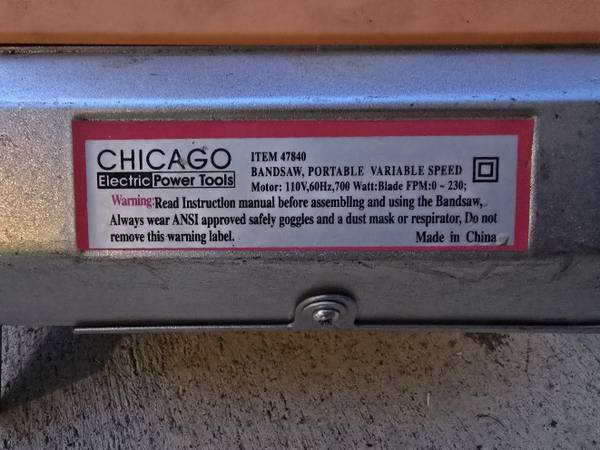 CHICAGO
Electric Power Tools
ITEM 47840
BANDSAW, PORTABLE VARIABLE SPEED
Motor: 110V,60Hz,700 Watt:Blade FPM:0 ~ 230;
Warning:Read Instruction manual before assemblling and using the Bandsaw,
Always wear ANSI approved safely goggles and a dust mask or respirator, Do not
remove this warning label.
Made in China